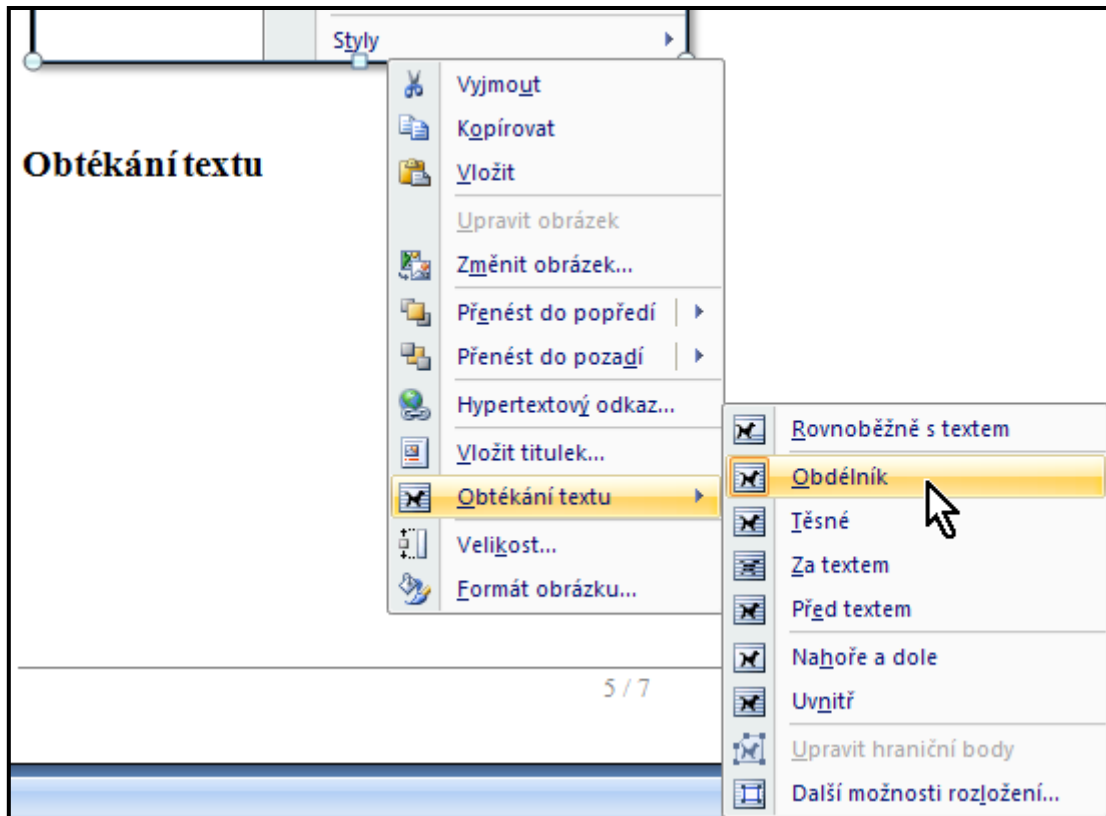 Styly
Vyjmout
Kopírovat
Obtékání textu
Vložit
Upravit obrázek
Změnit obrázek...
Přenést do popředí
Přenést do pozadí
Hypertextový odkaz...
Vložit titulek...
Obtékání textu
Velikost...
Formát obrázku...
Rovnoběžně s textem
Obdélník
Těsné
Za textem
Před textem
Nahoře a dole
Uvnitř
Upravit hraniční body
Další možnosti rozložení...
5 / 7